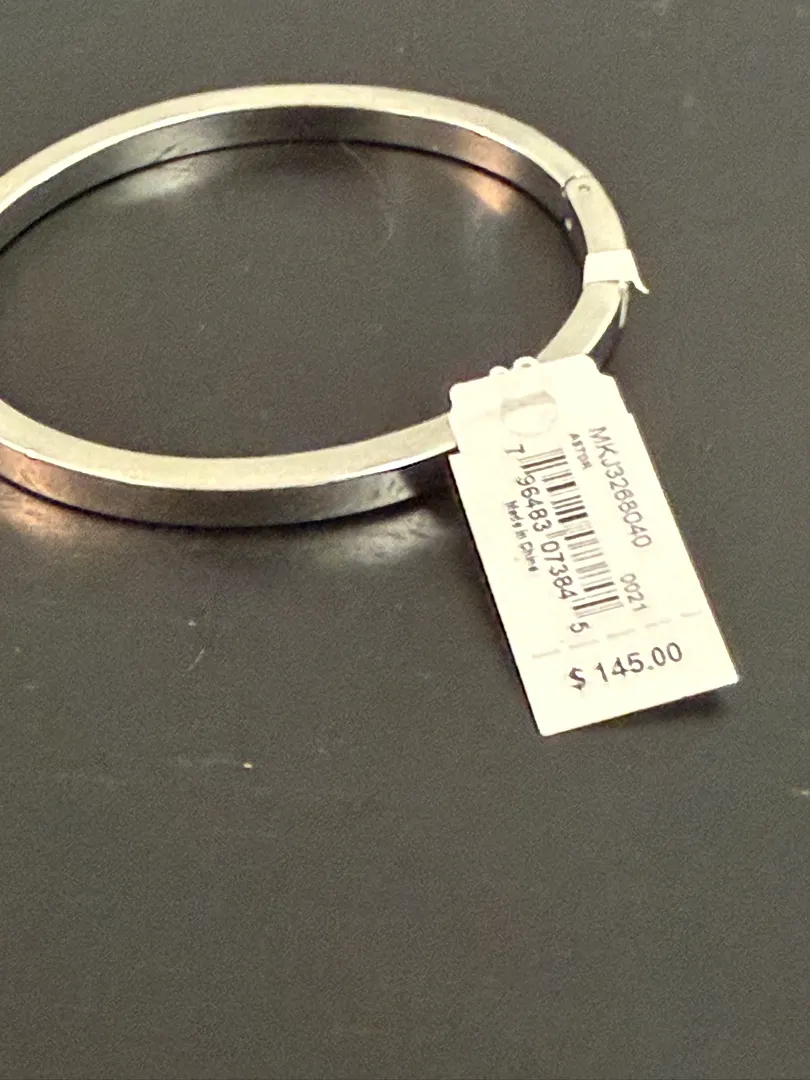 MKJ3268040 0021
ASTOR
7 96483 07384 5
Made in China
$ 145.00